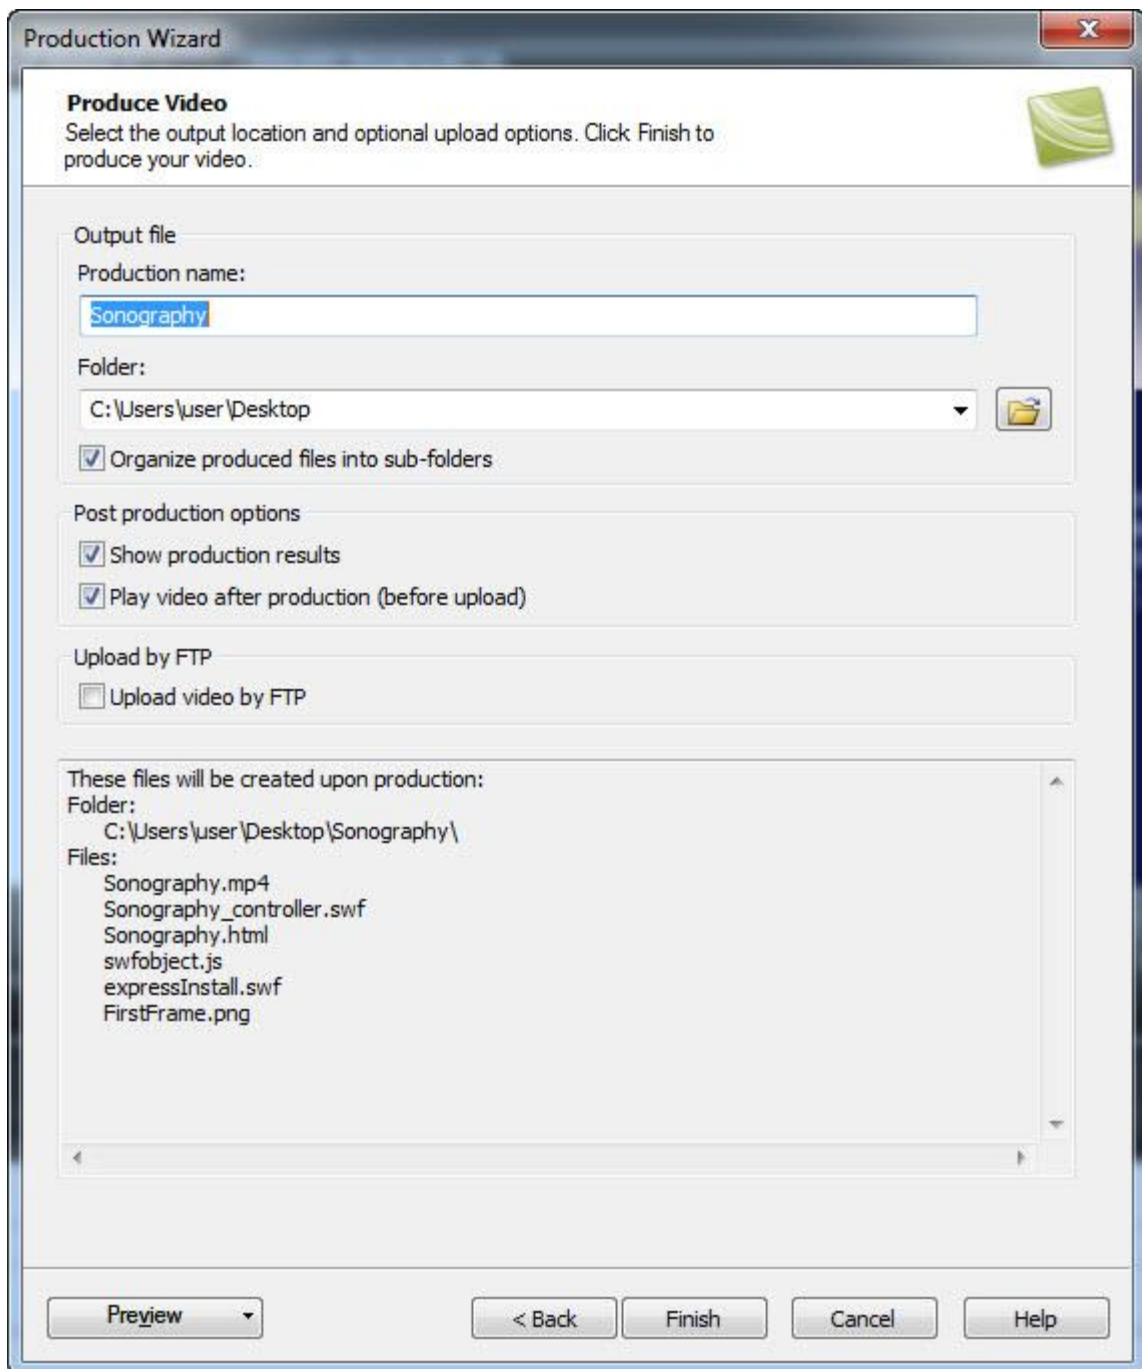 Production Wizard
Produce Video
Select the output location and optional upload options. Click Finish to
produce your video.
Output file
Production name:
Sonography
Folder:
C:\Users\user\Desktop
Organize produced files into sub-folders
Post production options
Show production results
Play video after production (before upload)
Upload by FTP
Upload video by FTP
These files will be created upon production:
Folder:
C:\Users\user\Desktop\Sonography\
Files:
Sonography.mp4
Sonography_controller.swf
Sonography.html
swfobject.js
expressInstall.swf
FirstFrame.png
Preview < Back Finish Cancel Help